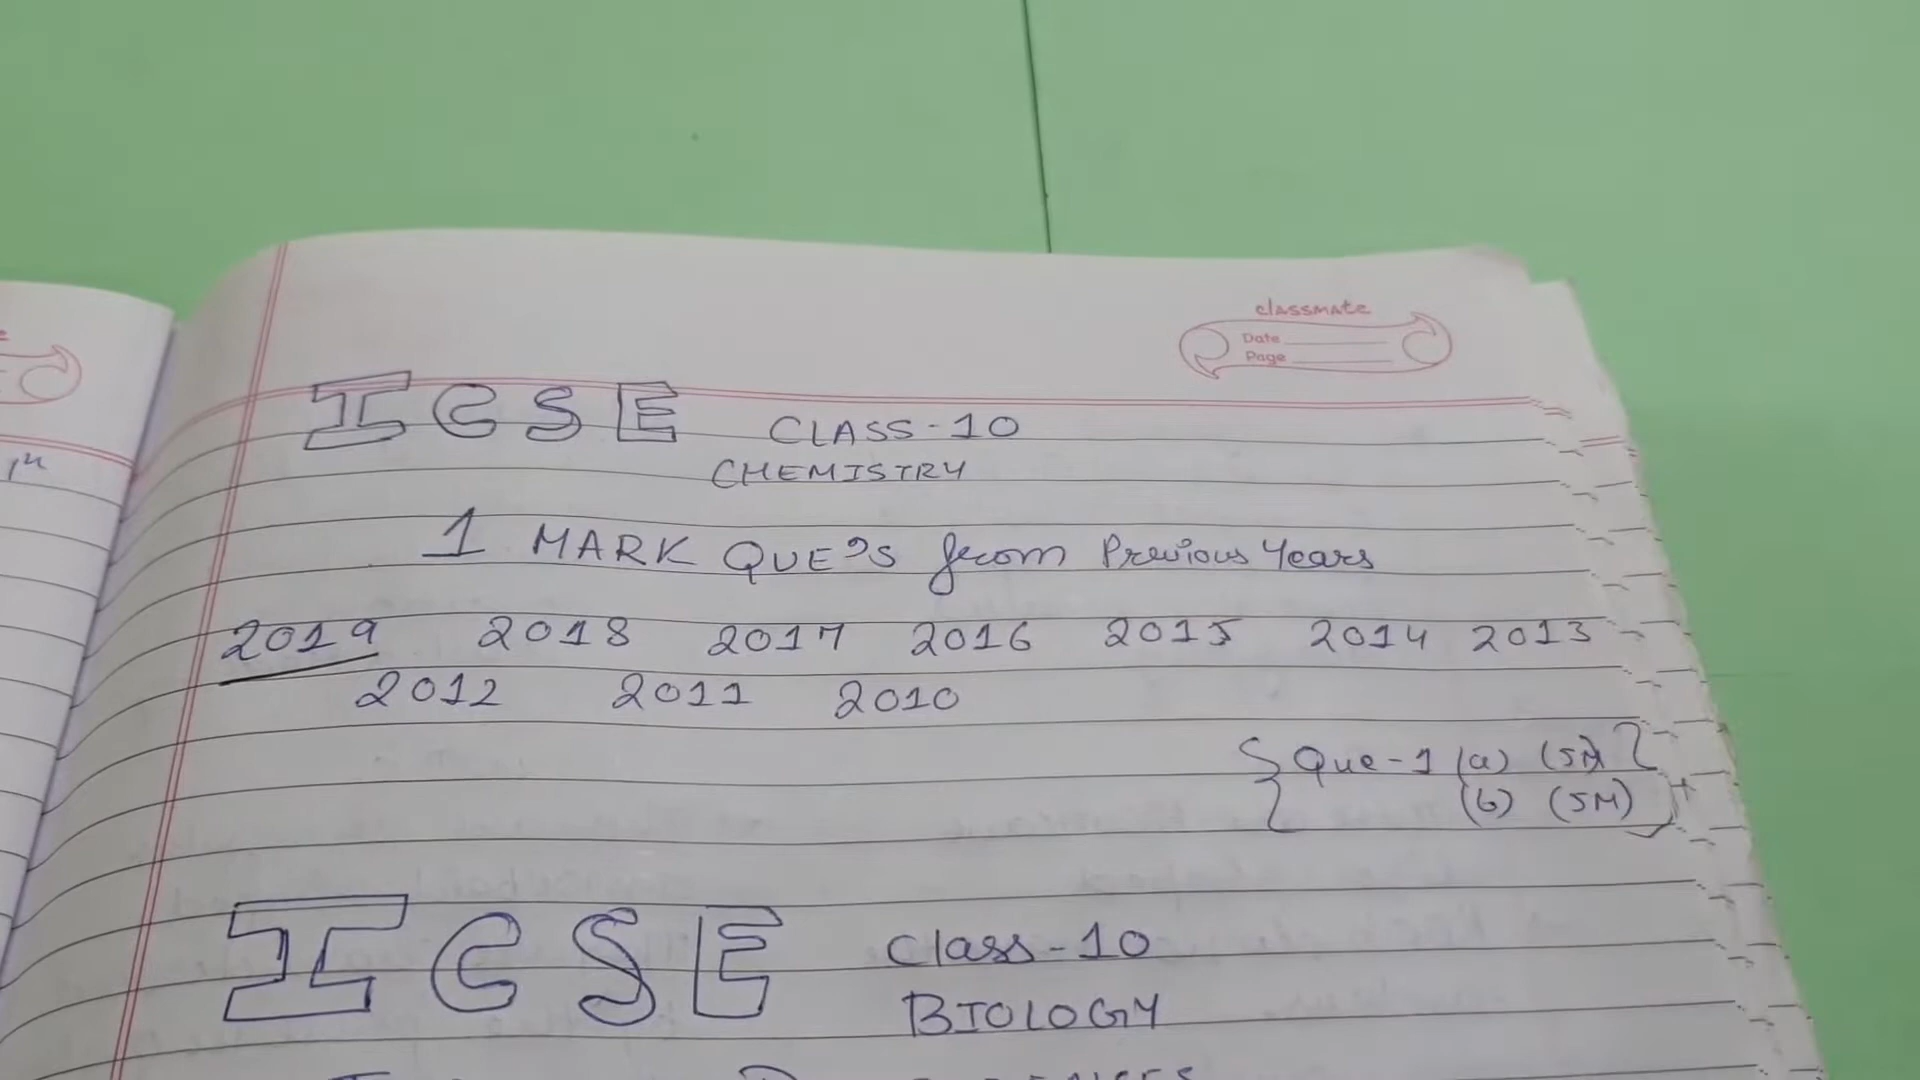 classmate
Date
Page
ICSE CLASS-10
CHEMISTRY
1 MARK QUE'S from Previous Years
2019 2018 2017 2016 2015 2014 2013
2012 2011 2010
{Que-1 (a) (5M)}
(b) (5M)
ICSE Class-10
BIOLOGY